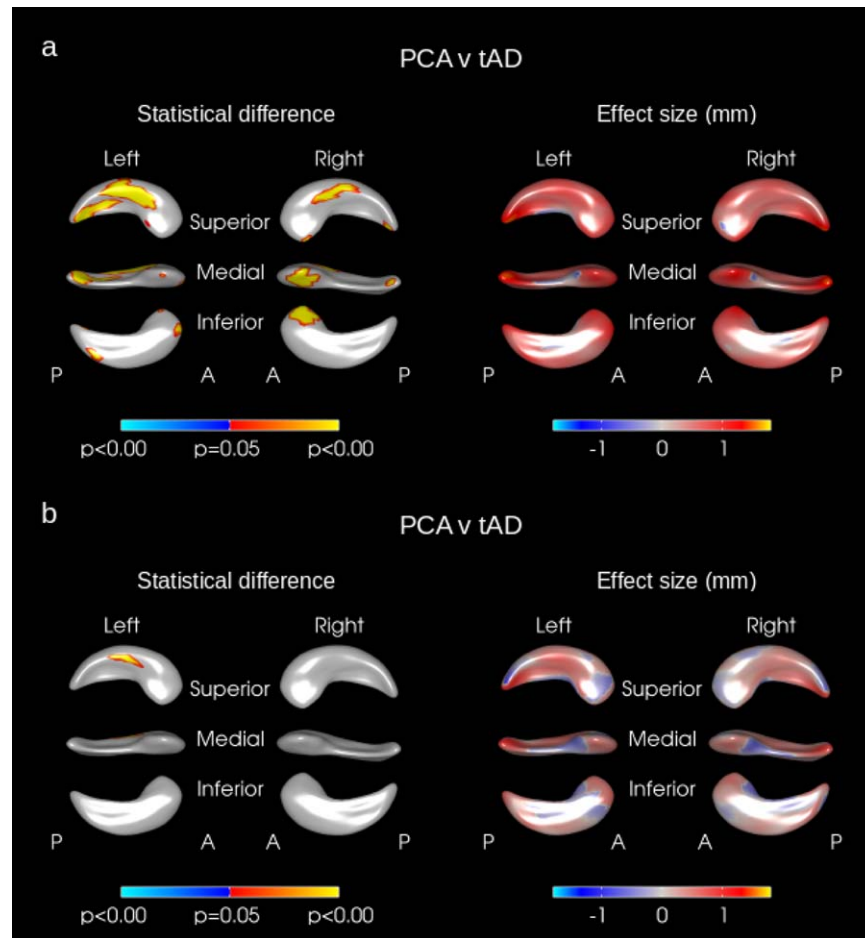 a
PCA v tAD
Statistical difference Effect size (mm)
Left Right Left Right
Superior Superior
Medial Medial
Inferior Inferior
P A A P P A A P
p<0.00 p=0.05 p<0.00 -1 0 1
b
PCA v tAD
Statistical difference Effect size (mm)
Left Right Left Right
Superior Superior
Medial Medial
Inferior Inferior
P A A P P A A P
p<0.00 p=0.05 p<0.00 -1 0 1